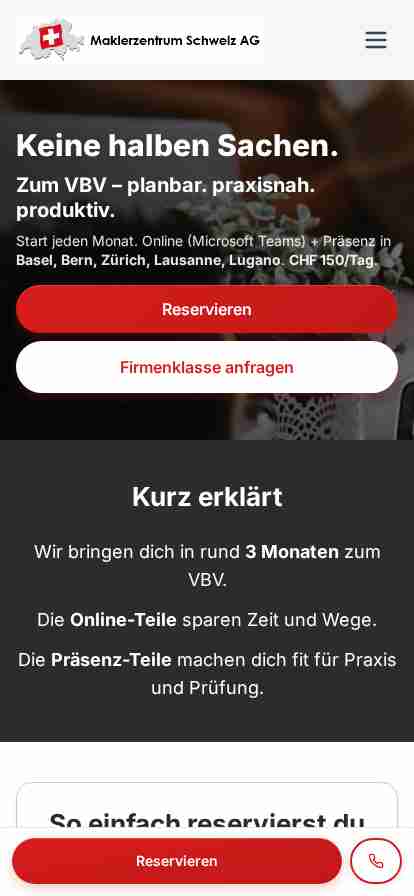 Maklerzentrum Schweiz AG
Keine halben Sachen.
Zum VBV – planbar. praxisnah.
produktiv.
Start jeden Monat. Online (Microsoft Teams) + Präsenz in
Basel, Bern, Zürich, Lausanne, Lugano. CHF 150/Tag.
Reservieren
Firmenklasse anfragen
Kurz erklärt
Wir bringen dich in rund 3 Monaten zum
VBV.
Die Online-Teile sparen Zeit und Wege.
Die Präsenz-Teile machen dich fit für Praxis
und Prüfung.
So einfach reservierst du
Reservieren